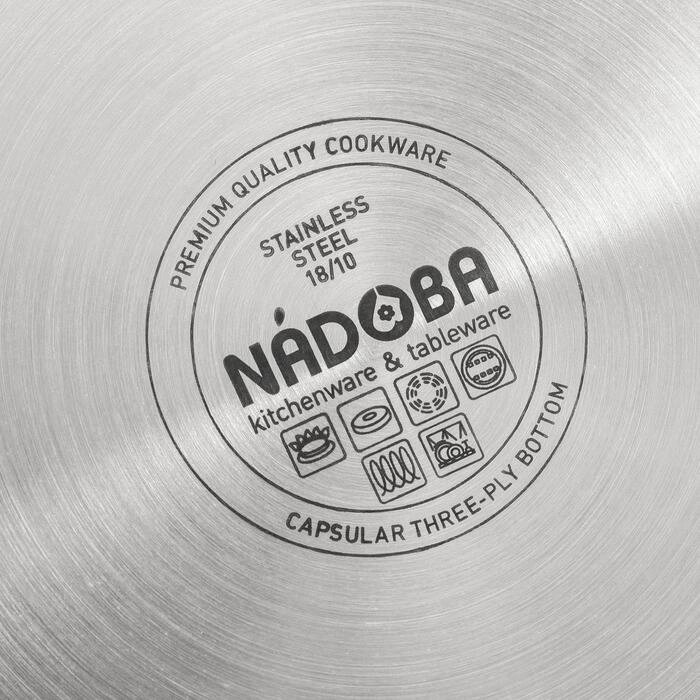 PREMIUM QUALITY COOKWARE
STAINLESS
STEEL
18/10
NÁDOBA
kitchenware & tableware
CAPSULAR THREE-PLY BOTTOM